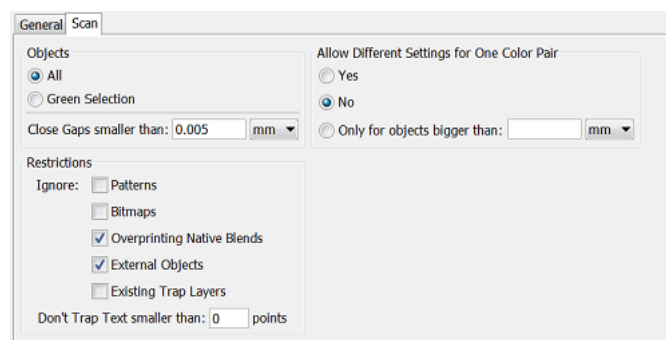 General Scan
Objects
All
Green Selection
Close Gaps smaller than: 0.005 mm
Allow Different Settings for One Color Pair
Yes
No
Only for objects bigger than: mm
Restrictions
Ignore: Patterns
Bitmaps
Overprinting Native Blends
External Objects
Existing Trap Layers
Don't Trap Text smaller than: 0 points